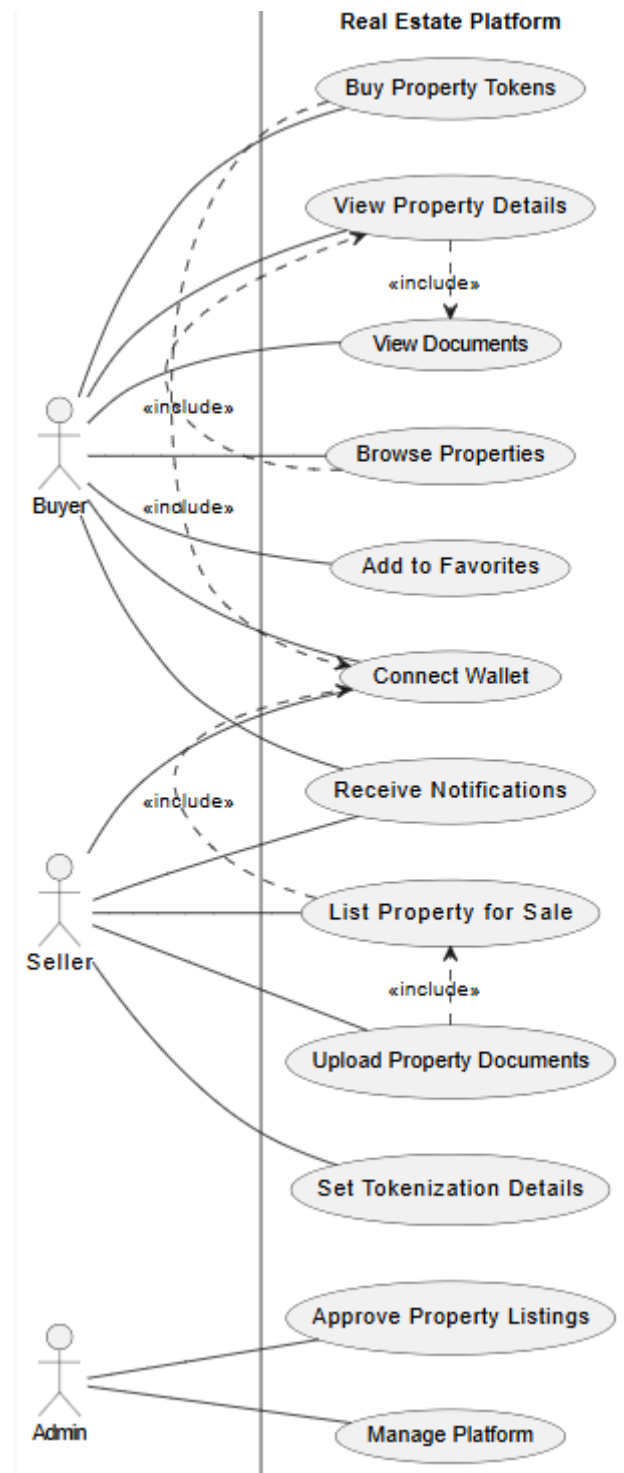 Real Estate Platform
Buy Property Tokens
View Property Details
«include»
View Documents
«include»
Browse Properties
Buyer
«include»
Add to Favorites
Connect Wallet
Receive Notifications
«include»
List Property for Sale
Seller
«include»
Upload Property Documents
Set Tokenization Details
Approve Property Listings
Admin
Manage Platform